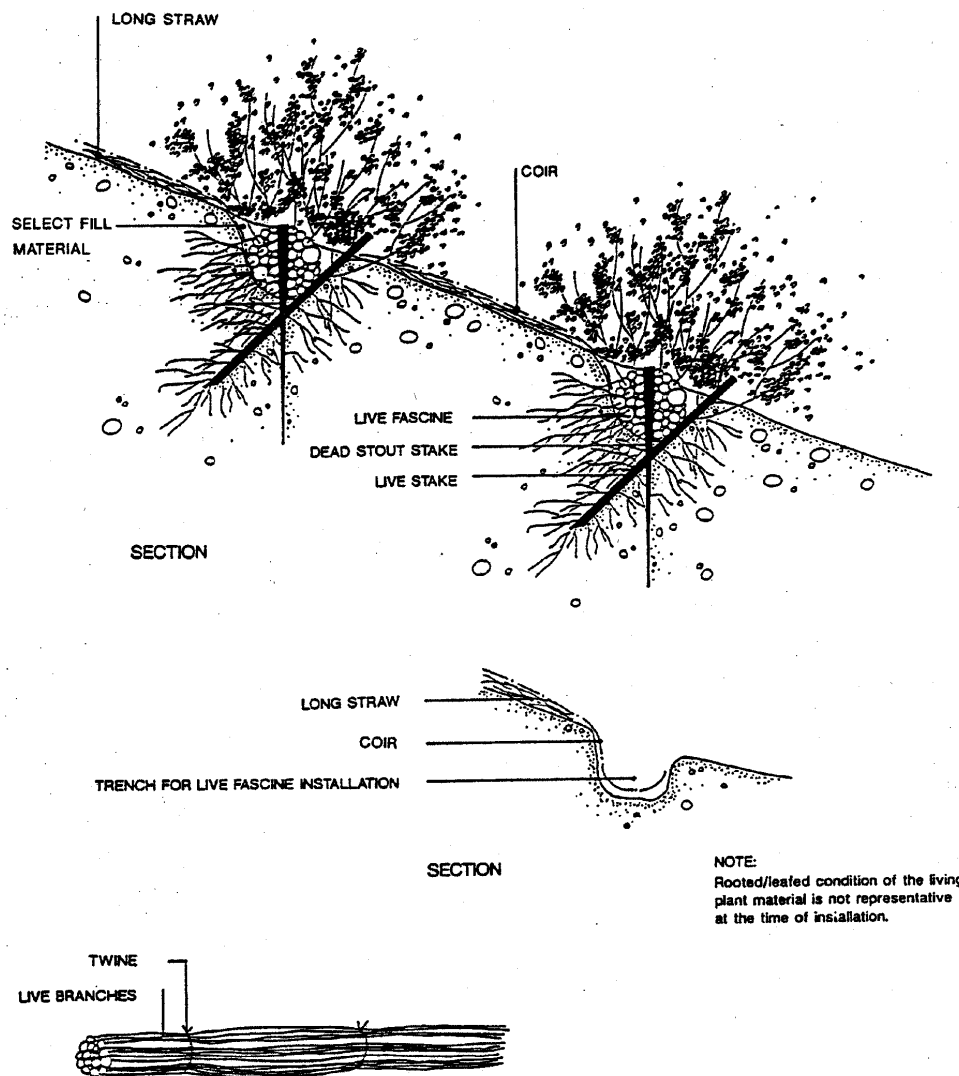 LONG STRAW
COIR
SELECT FILL
MATERIAL
LIVE FASCINE
DEAD STOUT STAKE
LIVE STAKE
SECTION
LONG STRAW
COIR
TRENCH FOR LIVE FASCINE INSTALLATION
SECTION
NOTE:
Rooted/leafed condition of the living
plant material is not representative
at the time of installation.
TWINE
LIVE BRANCHES